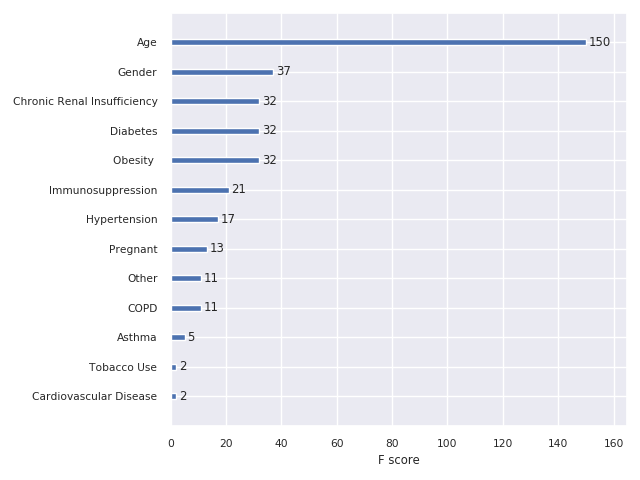 Age 150
Gender 37
Chronic Renal Insufficiency 32
Diabetes 32
Obesity 32
Immunosuppression 21
Hypertension 17
Pregnant 13
Other 11
COPD 11
Asthma 5
Tobacco Use 2
Cardiovascular Disease 2
0 20 40 60 80 100 120 140 160
F score